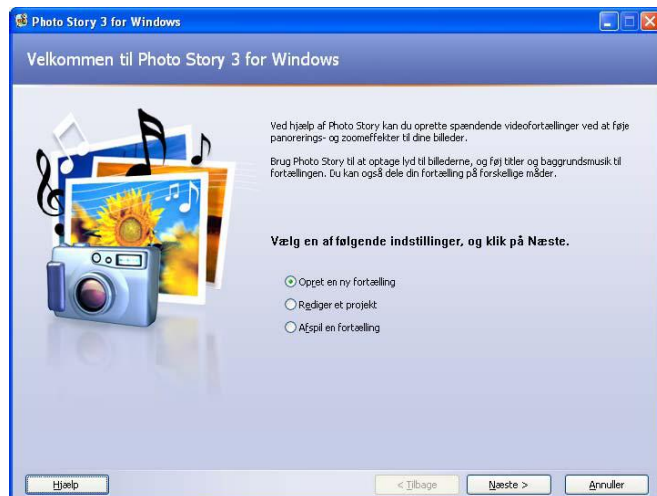 Photo Story 3 for Windows
Velkommen til Photo Story 3 for Windows
Ved hjælp af Photo Story kan du oprette spændende videofortællinger ved at føje
panorerings- og zoomeffekter til dine billeder.
Brug Photo Story til at optage lyd til billederne, og føj titler og baggrundsmusik til
fortællingen. Du kan også dele din fortælling på forskellige måder.
Vælg en af følgende indstillinger, og klik på Næste.
Opret en ny fortælling
Rediger et projekt
Afspil en fortælling
Hjælp
< Tilbage
Næste >
Annuller